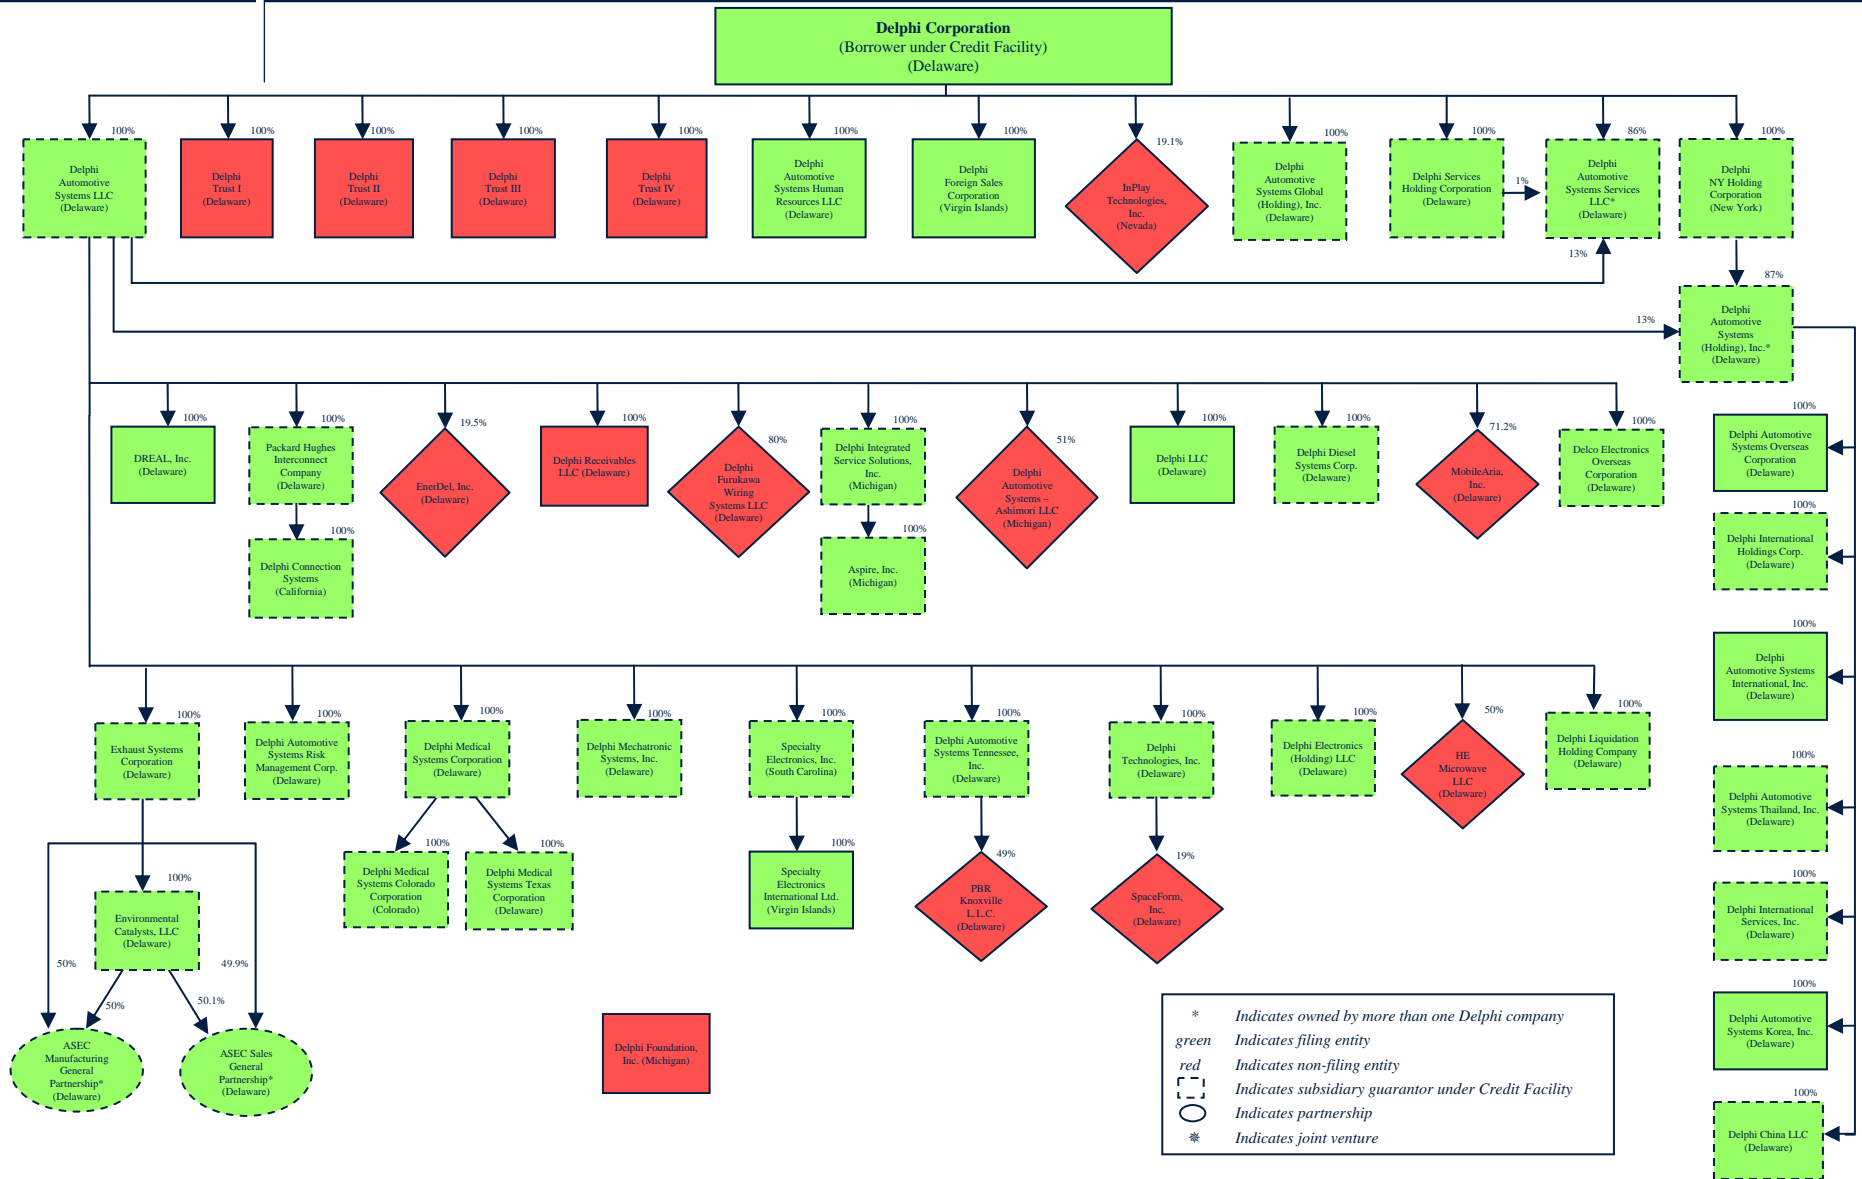 Delphi Corporation
(Borrower under Credit Facility)
(Delaware)
100%
100%
100%
100%
100%
100%
100%
19.1%
100%
100%
86%
100%
Delphi
Automotive
Systems LLC
(Delaware)
Delphi
Trust I
(Delaware)
Delphi
Trust II
(Delaware)
Delphi
Trust III
(Delaware)
Delphi
Trust IV
(Delaware)
Delphi
Automotive
Systems Human
Resources LLC
(Delaware)
Delphi
Foreign Sales
Corporation
(Virgin Islands)
InPlay
Technologies,
Inc.
(Nevada)
Delphi
Automotive
Systems Global
(Holding), Inc.
(Delaware)
Delphi Services
Holding Corporation
(Delaware)
1%
Delphi
Automotive
Systems Services
LLC*
(Delaware)
Delphi
NY Holding
Corporation
(New York)
13%
87%
13%
Delphi
Automotive
Systems
(Holding), Inc.*
(Delaware)
100%
100%
19.5%
100%
80%
100%
51%
100%
100%
71.2%
100%
DREAL, Inc.
(Delaware)
Packard Hughes
Interconnect
Company
(Delaware)
EnerDel, Inc.
(Delaware)
Delphi Receivables
LLC (Delaware)
Delphi
Furukawa
Wiring
Systems LLC
(Delaware)
Delphi Integrated
Service Solutions,
Inc.
(Michigan)
Delphi
Automotive
Systems –
Ashimori LLC
(Michigan)
Delphi LLC
(Delaware)
Delphi Diesel
Systems Corp.
(Delaware)
MobileAria,
Inc.
(Delaware)
Delco Electronics
Overseas
Corporation
(Delaware)
100%
Delphi Connection
Systems
(California)
100%
Aspire, Inc.
(Michigan)
100%
Delphi Automotive
Systems Overseas
Corporation
(Delaware)
100%
Delphi International
Holdings Corp.
(Delaware)
100%
Delphi
Automotive Systems
International, Inc.
(Delaware)
100%
Delphi Automotive
Systems Thailand, Inc.
(Delaware)
100%
Delphi International
Services, Inc.
(Delaware)
100%
Delphi Automotive
Systems Korea, Inc.
(Delaware)
100%
Delphi China LLC
(Delaware)
100%
100%
100%
100%
100%
100%
100%
100%
50%
100%
Exhaust Systems
Corporation
(Delaware)
Delphi Automotive
Systems Risk
Management Corp.
(Delaware)
Delphi Medical
Systems Corporation
(Delaware)
Delphi Mechatronic
Systems, Inc.
(Delaware)
Specialty
Electronics, Inc.
(South Carolina)
Delphi Automotive
Systems Tennessee,
Inc.
(Delaware)
Delphi
Technologies, Inc.
(Delaware)
Delphi Electronics
(Holding) LLC
(Delaware)
HE
Microwave
LLC
(Delaware)
Delphi Liquidation
Holding Company
(Delaware)
100%
Environmental
Catalysts, LLC
(Delaware)
100%
Delphi Medical
Systems Colorado
Corporation
(Colorado)
100%
Delphi Medical
Systems Texas
Corporation
(Delaware)
100%
Specialty
Electronics
International Ltd.
(Virgin Islands)
49%
PBR
Knoxville
L.L.C.
(Delaware)
19%
SpaceForm,
Inc.
(Delaware)
50%
50%
50.1%
49.9%
ASEC
Manufacturing
General
Partnership*
(Delaware)
ASEC Sales
General
Partnership*
(Delaware)
Delphi Foundation,
Inc. (Michigan)
* Indicates owned by more than one Delphi company
green Indicates filing entity
red Indicates non-filing entity
Indicates subsidiary guarantor under Credit Facility
Indicates partnership
Indicates joint venture